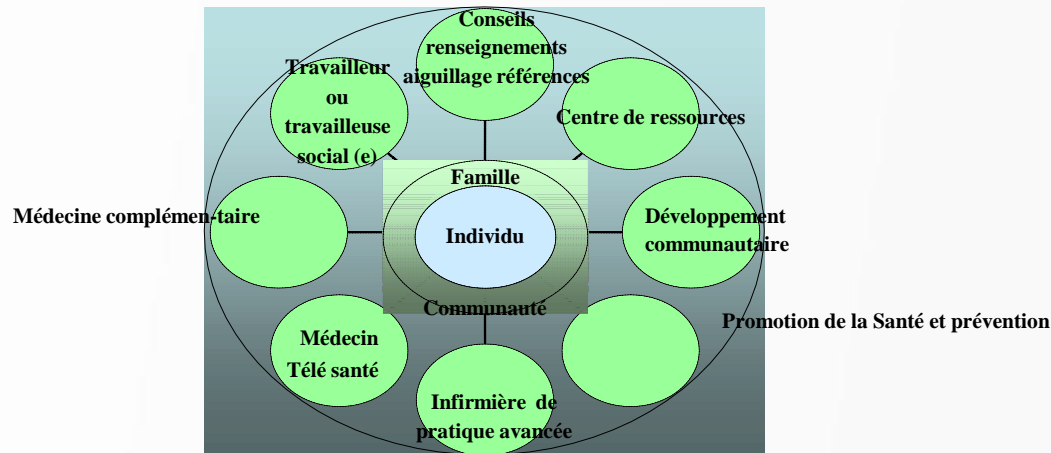 Conseils
renseignements
aiguillage références
Travailleur
ou
travailleuse
social (e)
Centre de ressources
Famille
Médecine complémen-taire
Individu
Développement
communautaire
Communauté
Promotion de la Santé et prévention
Médecin
Télé santé
Infirmière de
pratique avancée